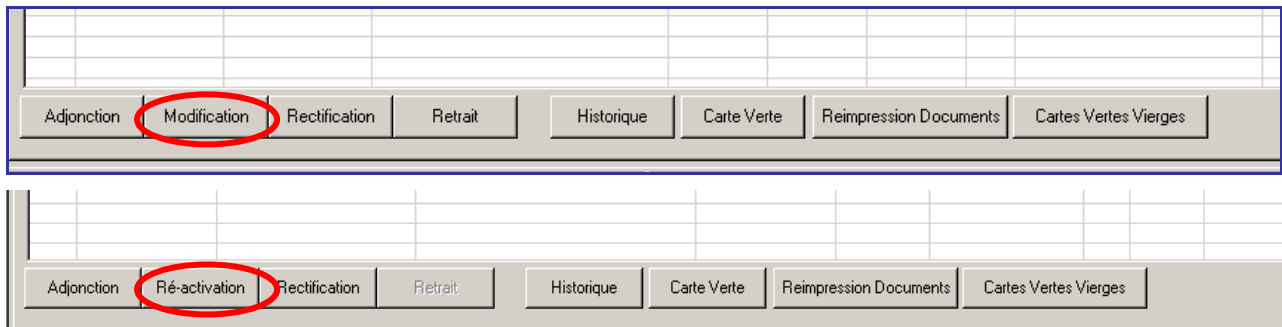 Adjonction Modification Rectification Retrait Historique Carte Verte Reimpression Documents Cartes Vertes Vierges
Adjonction Ré-activation Rectification Retrait Historique Carte Verte Reimpression Documents Cartes Vertes Vierges